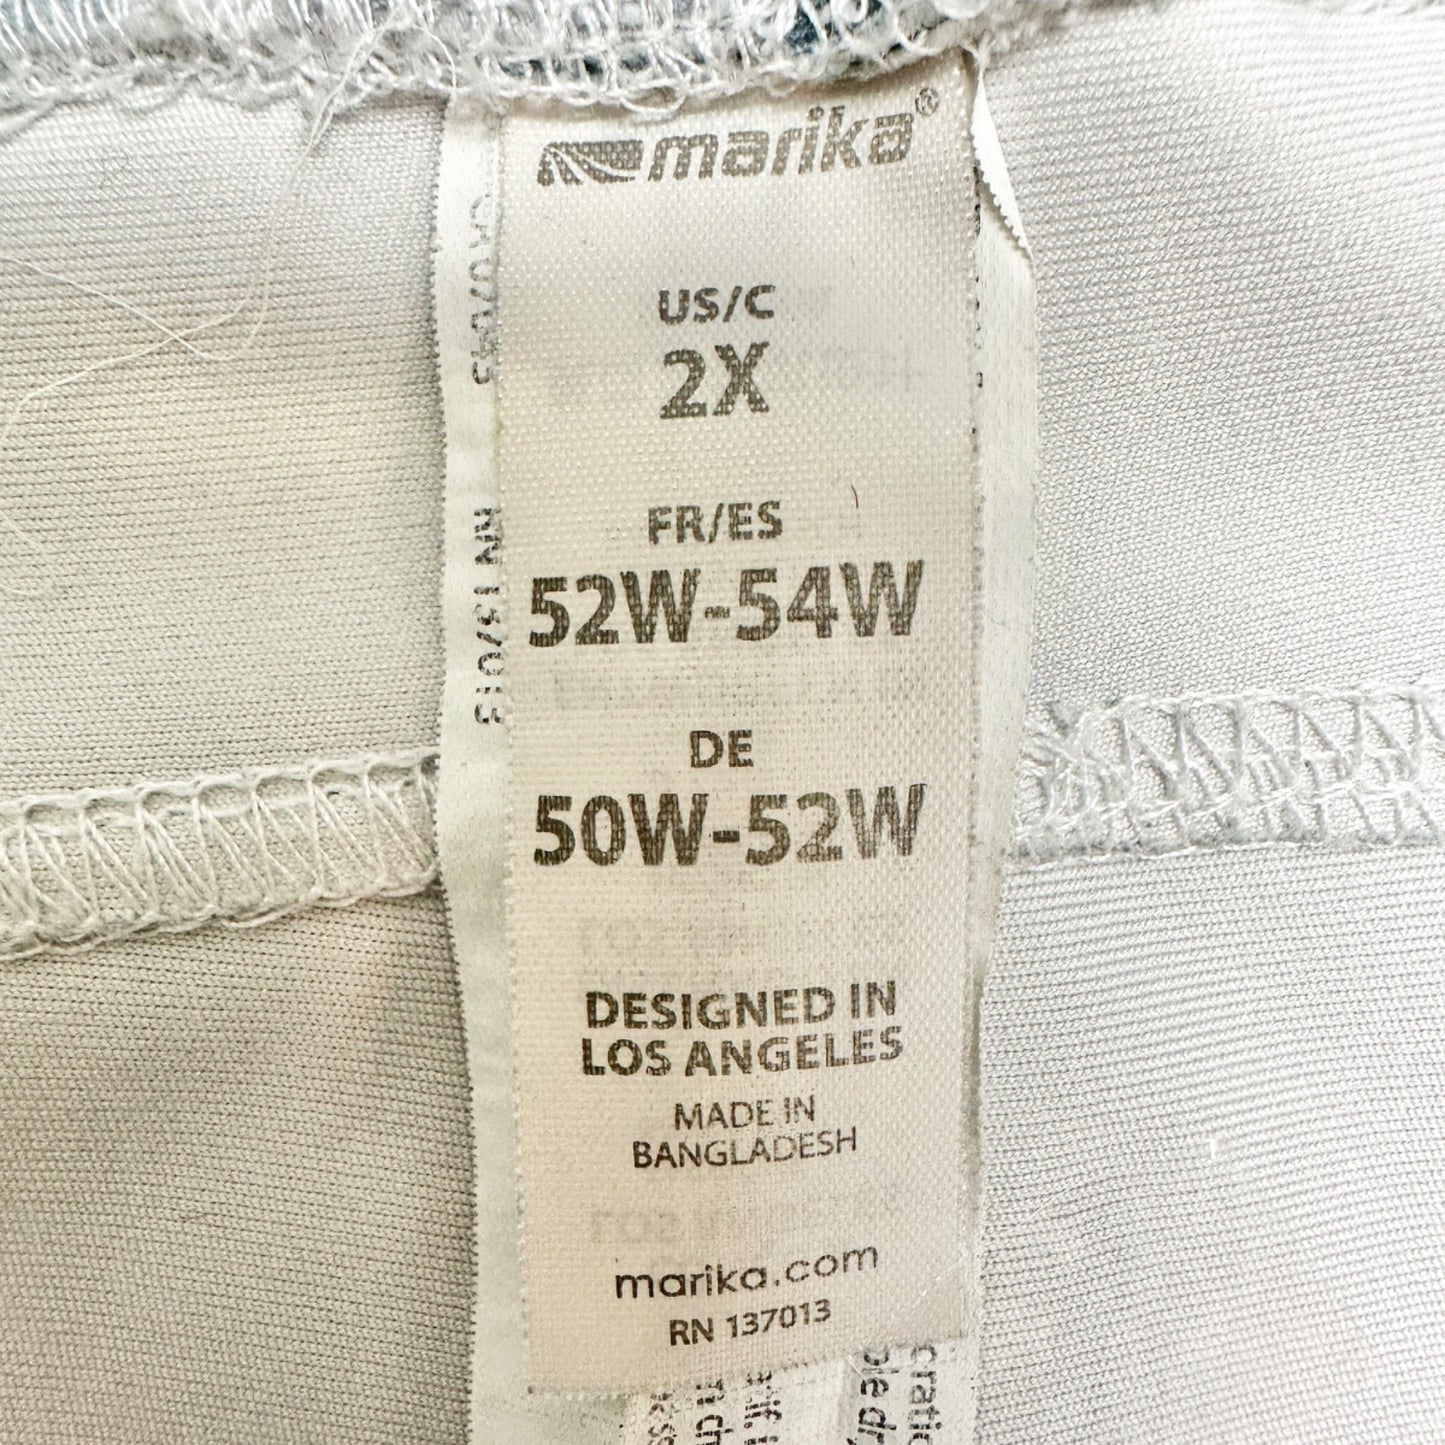 marika®
US/C
2X
FR/ES
52W-54W
DE
50W-52W
DESIGNED IN
LOS ANGELES
MADE IN
BANGLADESH
marika.com
RN 137013